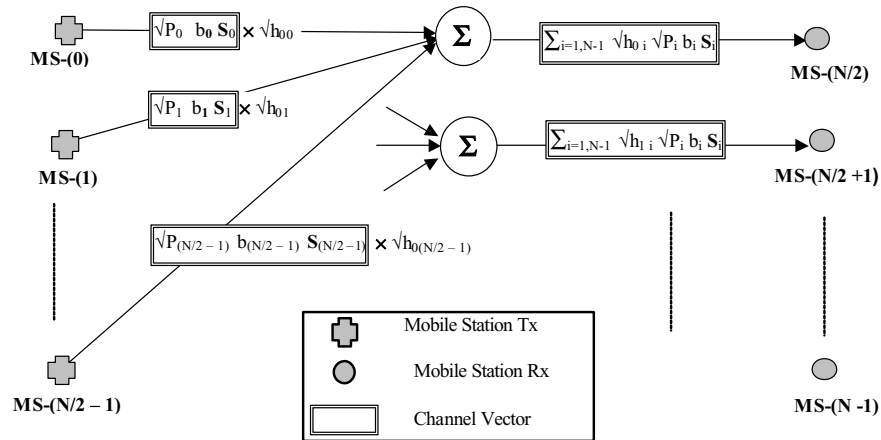 √P₀ b₀ S₀ × √h₀₀
Σ
∑ᵢ₌₁,N-1 √h₀ ᵢ √Pᵢ bᵢ Sᵢ
MS-(0)
MS-(N/2)
√P₁ b₁ S₁ × √h₀₁
Σ
∑ᵢ₌₁,N-1 √h₁ ᵢ √Pᵢ bᵢ Sᵢ
MS-(1)
MS-(N/2 +1)
√P(N/2 – 1) b(N/2 – 1) S(N/2 – 1) × √h0(N/2 – 1)
Mobile Station Tx
Mobile Station Rx
Channel Vector
MS-(N/2 – 1)
MS-(N -1)